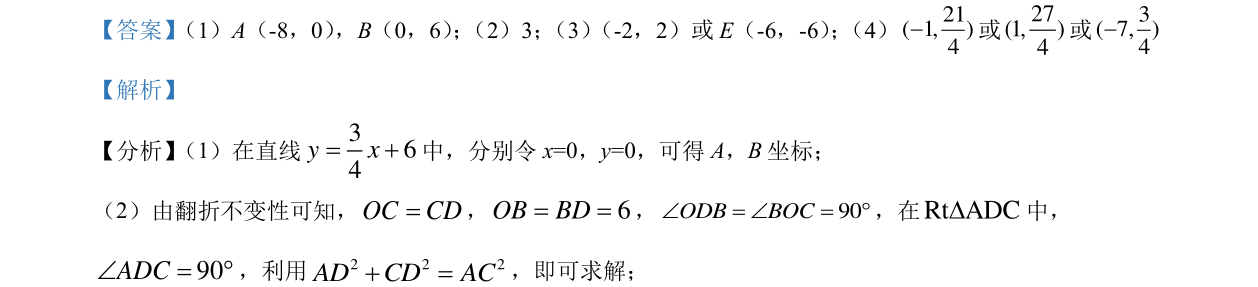 【答案】（1）A（-8，0），B（0，6）；（2）3；（3）（-2，2）或 E（-6，-6）；（4）(−1, 21/4) 或 (1, 27/4) 或 (−7, 3/4)
【解析】
【分析】（1）在直线 y = 3/4 x + 6 中，分别令 x=0，y=0，可得 A，B 坐标；
（2）由翻折不变性可知，OC = CD，OB = BD = 6，∠ODB = ∠BOC = 90°，在 Rt∆ADC 中，
∠ADC = 90°，利用 AD² + CD² = AC²，即可求解；